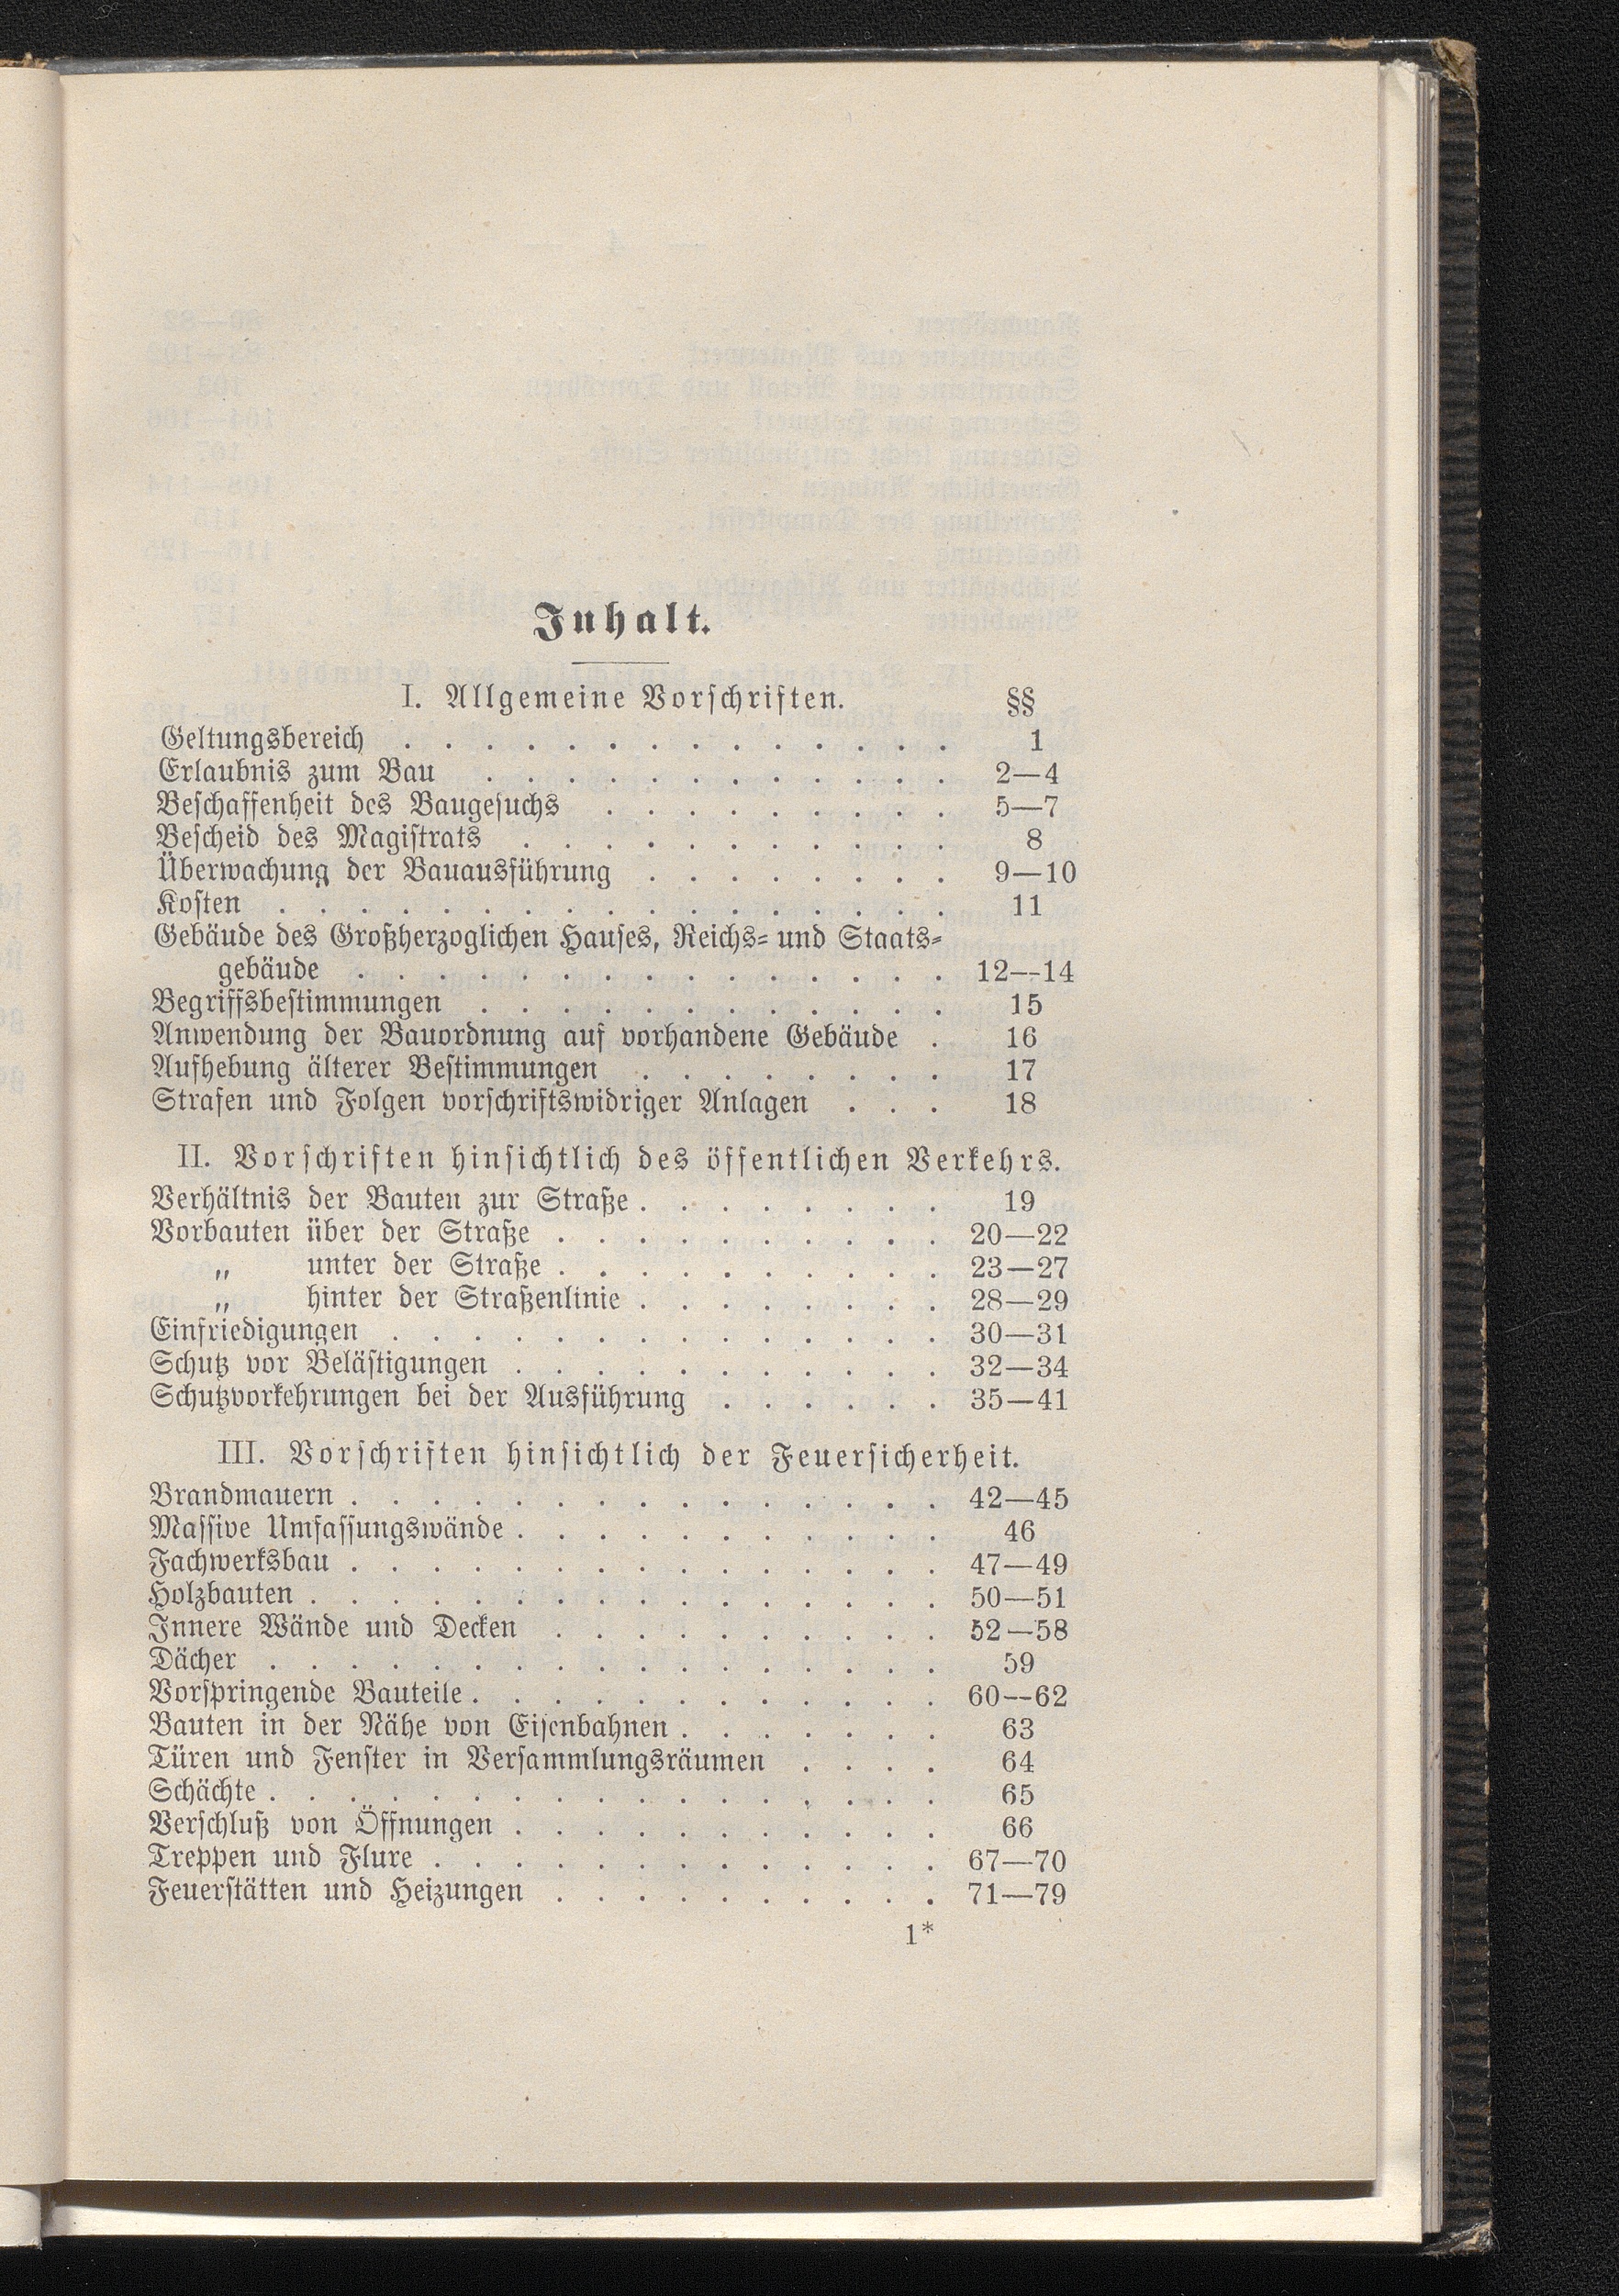 Inhalt.
I. Allgemeine Vorschriften. §§
Geltungsbereich . . . . . . . . . . . . . . 1
Erlaubnis zum Bau . . . . . . . . . . . . 2—4
Beschaffenheit des Baugesuchs . . . . . . . . . 5—7
Bescheid des Magistrats . . . . . . . . . . . 8
Überwachung der Bauausführung . . . . . . . . 9—10
Kosten . . . . . . . . . . . . . . . . . 11
Gebäude des Großherzoglichen Hauses, Reichs- und Staats-
gebäude . . . . . . . . . . . . . . . 12—14
Begriffsbestimmungen . . . . . . . . . . . . 15
Anwendung der Bauordnung auf vorhandene Gebäude . 16
Aufhebung älterer Bestimmungen . . . . . . . . 17
Strafen und Folgen vorschriftswidriger Anlagen . . . 18
II. Vorschriften hinsichtlich des öffentlichen Verkehrs.
Verhältnis der Bauten zur Straße . . . . . . . . 19
Vorbauten über der Straße . . . . . . . . . . 20—22
„ unter der Straße . . . . . . . . . . 23—27
„ hinter der Straßenlinie . . . . . . . . 28—29
Einfriedigungen . . . . . . . . . . . . . . 30—31
Schutz vor Belästigungen . . . . . . . . . . . 32—34
Schutzvorkehrungen bei der Ausführung . . . . . . 35—41
III. Vorschriften hinsichtlich der Feuersicherheit.
Brandmauern . . . . . . . . . . . . . . . 42—45
Massive Umfassungswände . . . . . . . . . . . 46
Fachwerksbau . . . . . . . . . . . . . . . 47—49
Holzbauten . . . . . . . . . . . . . . . . 50—51
Innere Wände und Decken . . . . . . . . . . 52—58
Dächer . . . . . . . . . . . . . . . . . 59
Vorspringende Bauteile . . . . . . . . . . . . 60—62
Bauten in der Nähe von Eisenbahnen . . . . . . . 63
Türen und Fenster in Versammlungsräumen . . . . 64
Schächte . . . . . . . . . . . . . . . . . 65
Verschluß von Öffnungen . . . . . . . . . . . 66
Treppen und Flure . . . . . . . . . . . . . 67—70
Feuerstätten und Heizungen . . . . . . . . . . 71—79
1*